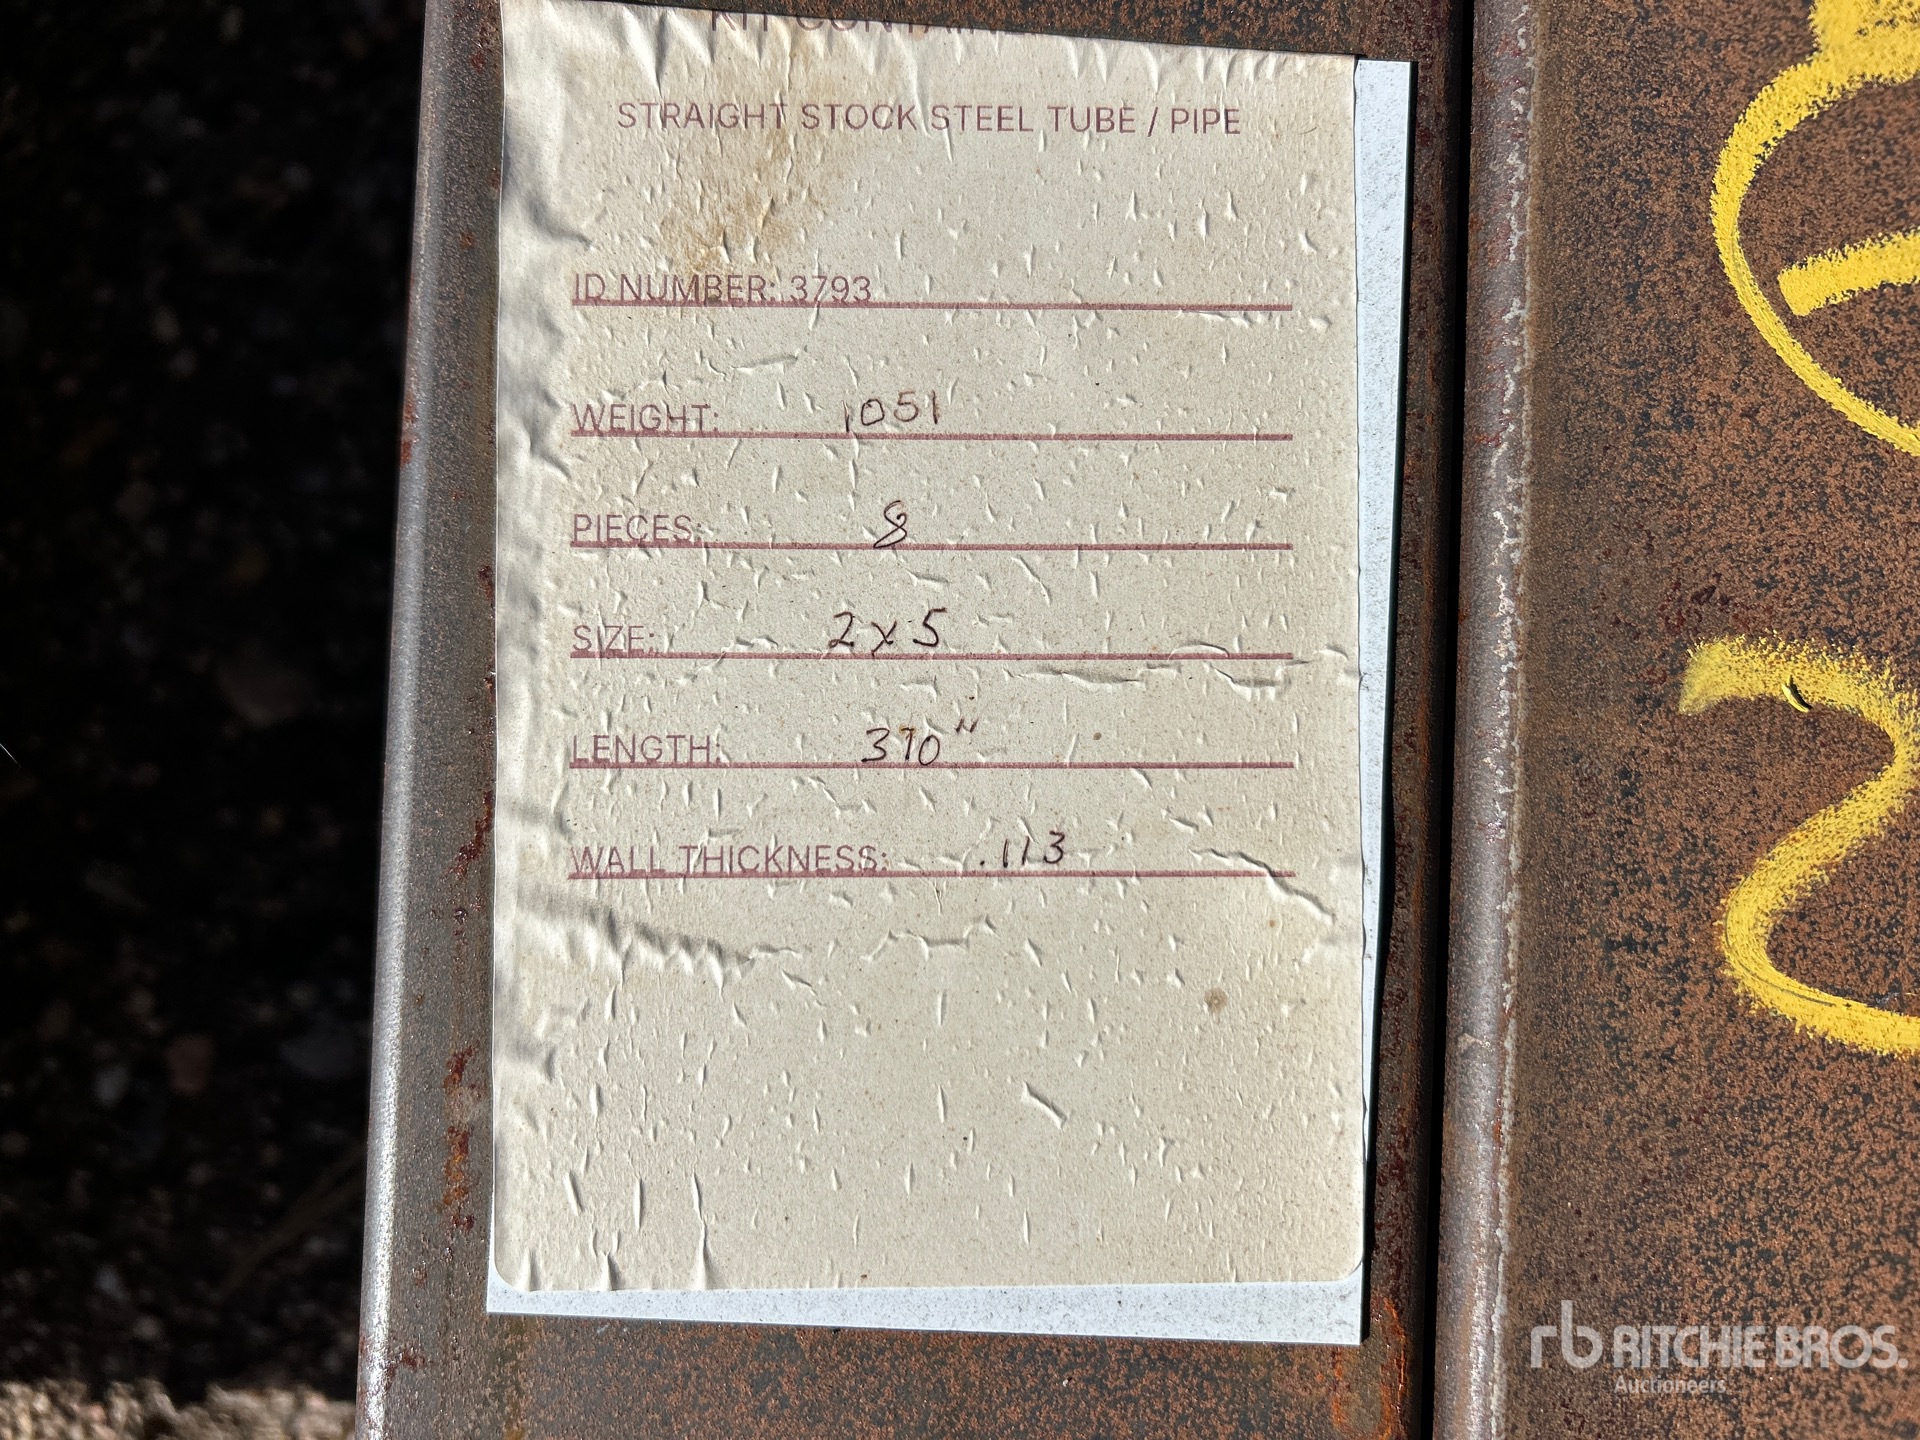 STRAIGHT STOCK STEEL TUBE / PIPE
ID NUMBER: 3793
WEIGHT: 1051
PIECES: 8
SIZE: 2x5
LENGTH: 310"
WALL THICKNESS: .113
rb RITCHIE BROS.
Auctioneers